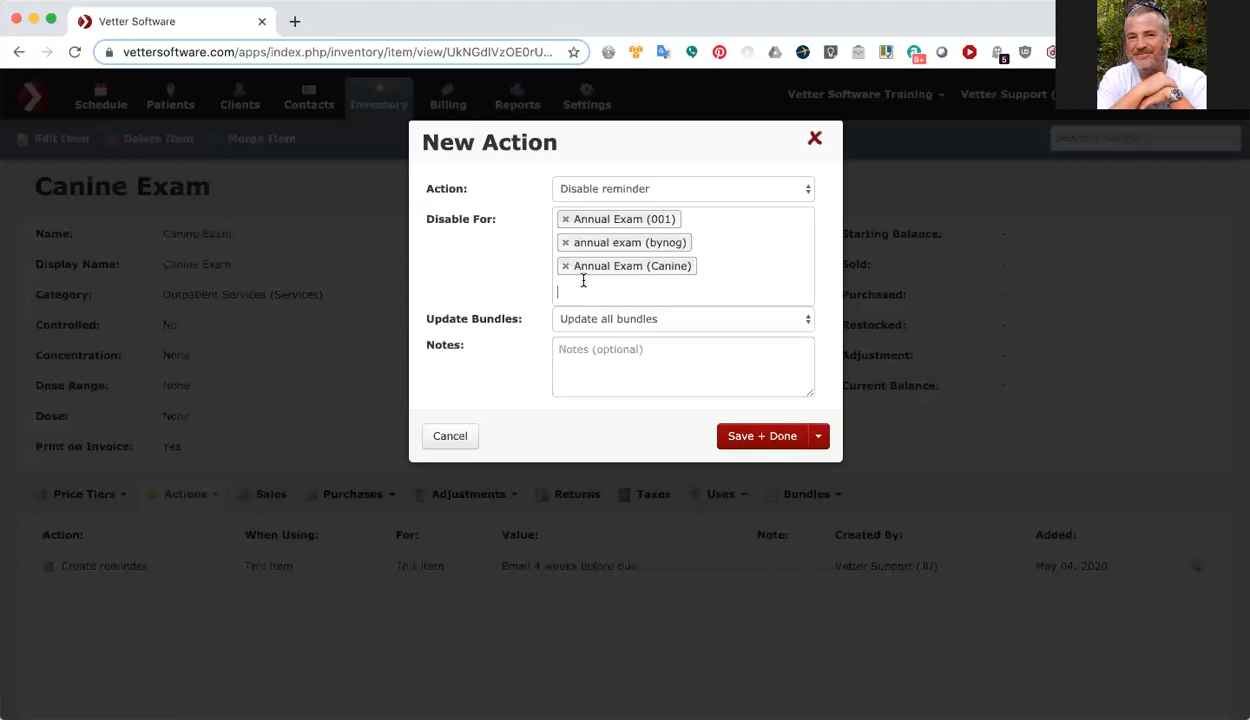 Vetter Software
vettersoftware.com/apps/index.php/inventory/item/view/UkNGdlVzOE0rU...
9+
5
Schedule
Patients
Clients
Contacts
Inventory
Billing
Reports
Settings
Vetter Software Training
Vetter Support (
Edit Item
Delete Item
Merge Item
New Action
Canine Exam
Action:
Disable reminder
Disable For:
× Annual Exam (001)
× annual exam (bynog)
× Annual Exam (Canine)
Update Bundles:
Update all bundles
Notes:
Notes (optional)
Cancel
Save + Done
Name:
Canine Exam
Display Name:
Canine Exam
Category:
Outpatient Services (Services)
Controlled:
No
Concentration:
None
Dose Range:
None
Dose:
None
Print on Invoice:
Yes
Starting Balance:
-
Sold:
-
Purchased:
-
Restocked:
-
Adjustment:
-
Current Balance:
-
Price Tiers
Actions
Sales
Purchases
Adjustments
Returns
Taxes
Uses
Bundles
Action:
When Using:
For:
Value:
Note:
Created By:
Added:
Create reminder
This item
This item
Email 4 weeks before due
Vetter Support (JU)
May 04, 2020